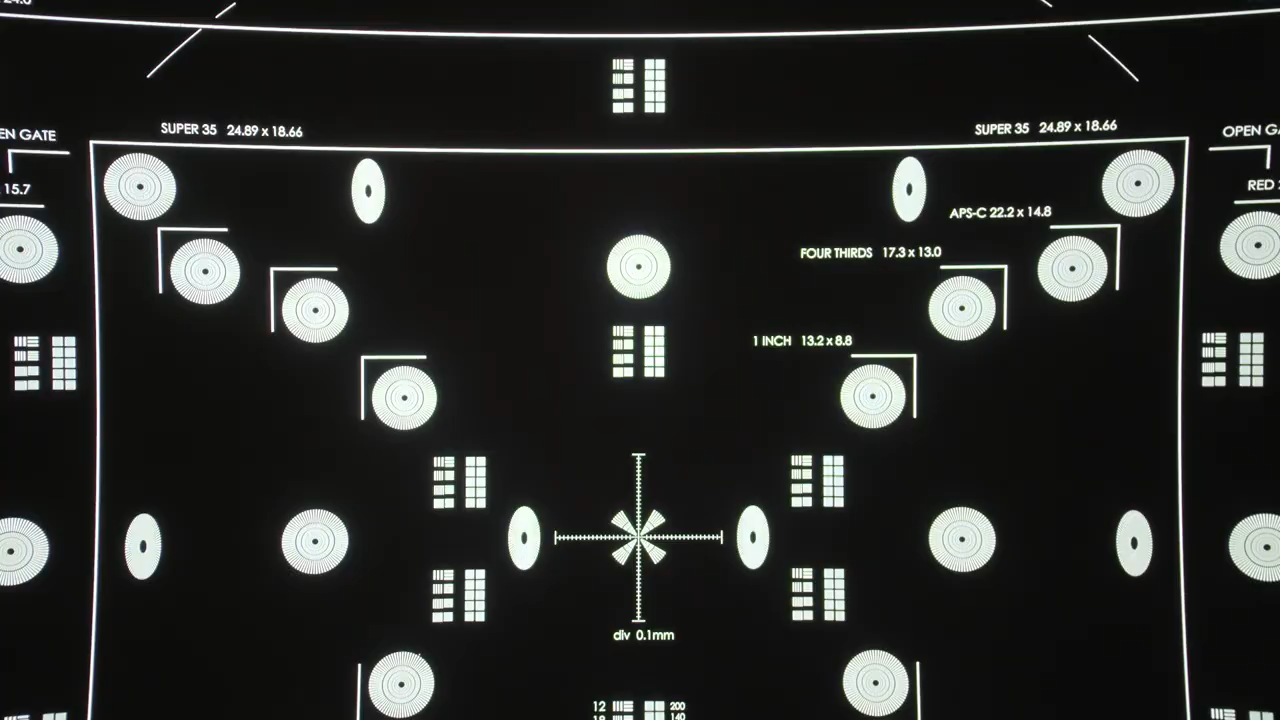 SUPER 35 24.89 x 18.66
SUPER 35 24.89 x 18.66
EN GATE
OPEN GA
15.7
RED
APS-C 22.2 x 14.8
FOUR THIRDS 17.3 x 13.0
1 INCH 13.2 x 8.8
div 0.1mm
12 200
140